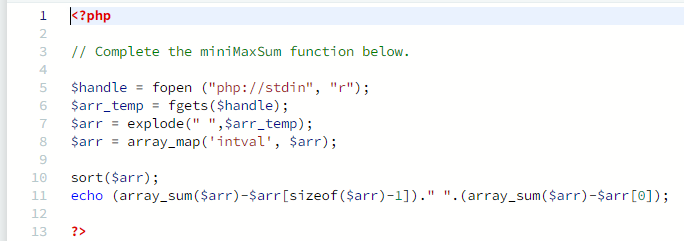 1 <?php
2
3 // Complete the miniMaxSum function below.
4
5 $handle = fopen ("php://stdin", "r");
6 $arr_temp = fgets($handle);
7 $arr = explode(" ",$arr_temp);
8 $arr = array_map('intval', $arr);
9
10 sort($arr);
11 echo (array_sum($arr)-$arr[sizeof($arr)-1])." ".(array_sum($arr)-$arr[0]);
12
13 ?>